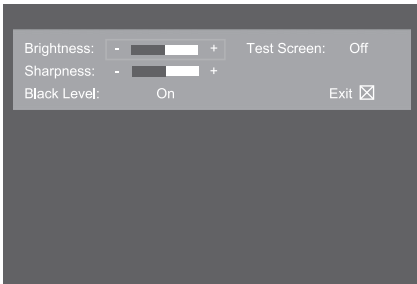 Brightness: - + Test Screen: Off
Sharpness: - +
Black Level: On Exit